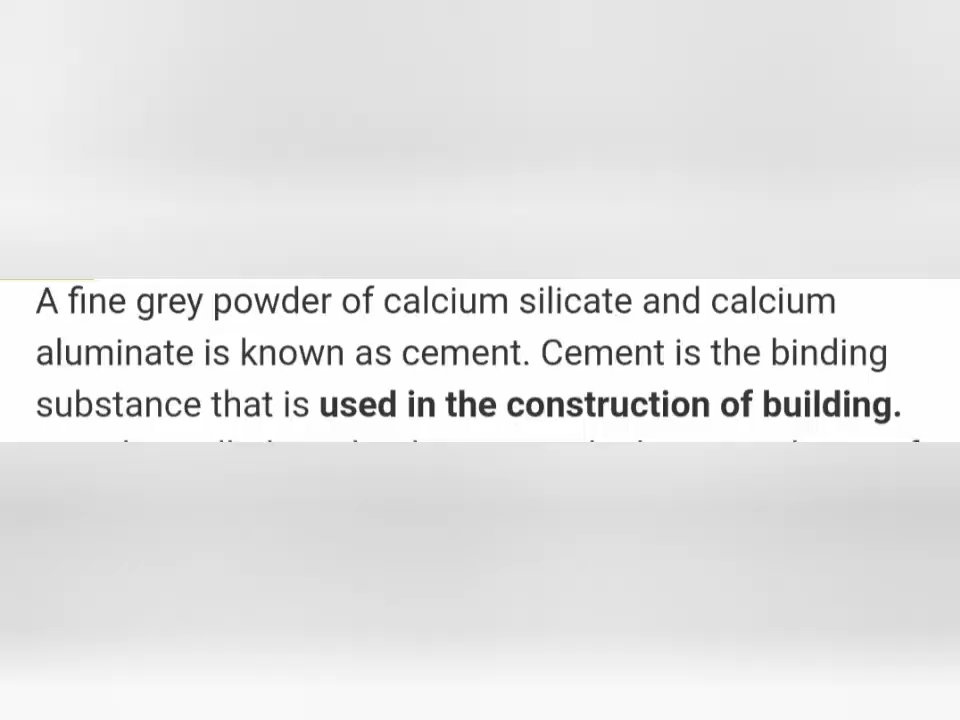 A fine grey powder of calcium silicate and calcium
aluminate is known as cement. Cement is the binding
substance that is used in the construction of building.